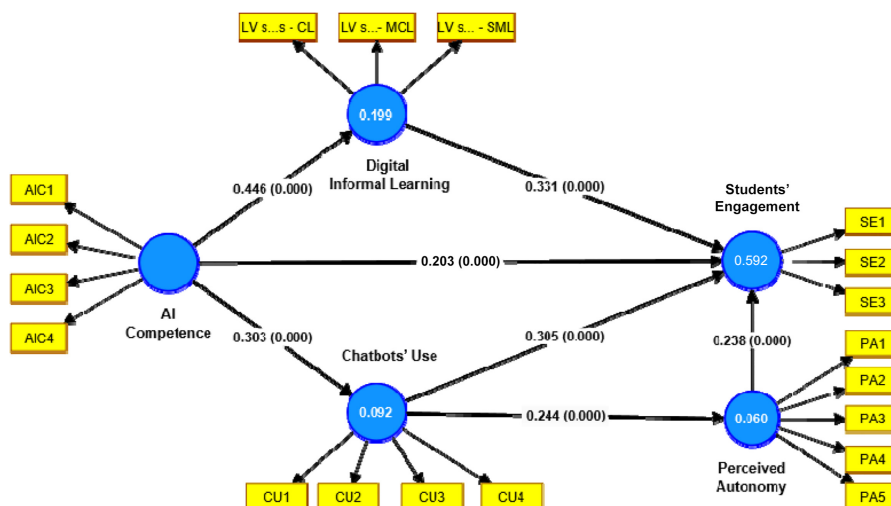 LV s...s - CL
LV s...- MCL
LV s... - SML
0.199
Digital
Informal Learning
0.446 (0.000)
0.331 (0.000)
Students'
Engagement
AIC1
AIC2
AIC3
AIC4
SE1
SE2
SE3
0.592
0.203 (0.000)
AI
Competence
0.303 (0.000)
Chatbots' Use
0.305 (0.000)
0.238 (0.000)
PA1
PA2
PA3
PA4
PA5
0.092
0.244 (0.000)
0.060
Perceived
Autonomy
CU1
CU2
CU3
CU4